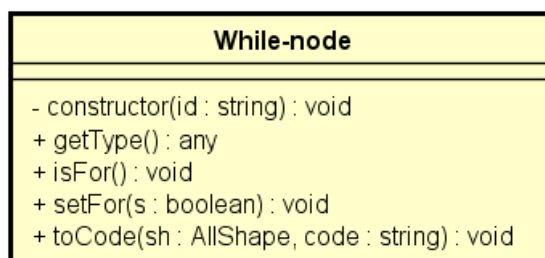 While-node
- constructor(id : string) : void
+ getType() : any
+ isFor() : void
+ setFor(s : boolean) : void
+ toCode(sh : AllShape, code : string) : void